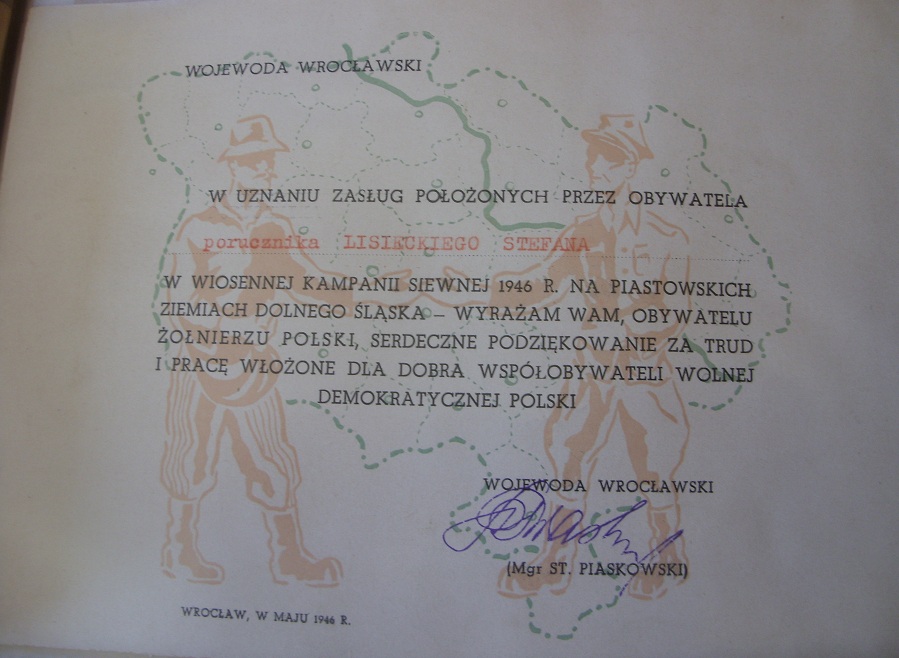 WOJEWODA WROCŁAWSKI
W UZNANIU ZASŁUG POŁOŻONYCH PRZEZ OBYWATELA
porucznika LISIECKIEGO STEFANA
W WIOSENNEJ KAMPANII SIEWNEJ 1946 R. NA PIASTOWSKICH
ZIEMIACH DOLNEGO ŚLĄSKA – WYRAŻAM WAM, OBYWATELU
ŻOŁNIERZU POLSKI, SERDECZNE PODZIĘKOWANIE ZA TRUD
I PRACĘ WŁOŻONE DLA DOBRA WSPÓŁOBYWATELI WOLNEJ
DEMOKRATYCZNEJ POLSKI
WOJEWODA WROCŁAWSKI
(Mgr ST. PIASKOWSKI)
WROCŁAW, W MAJU 1946 R.